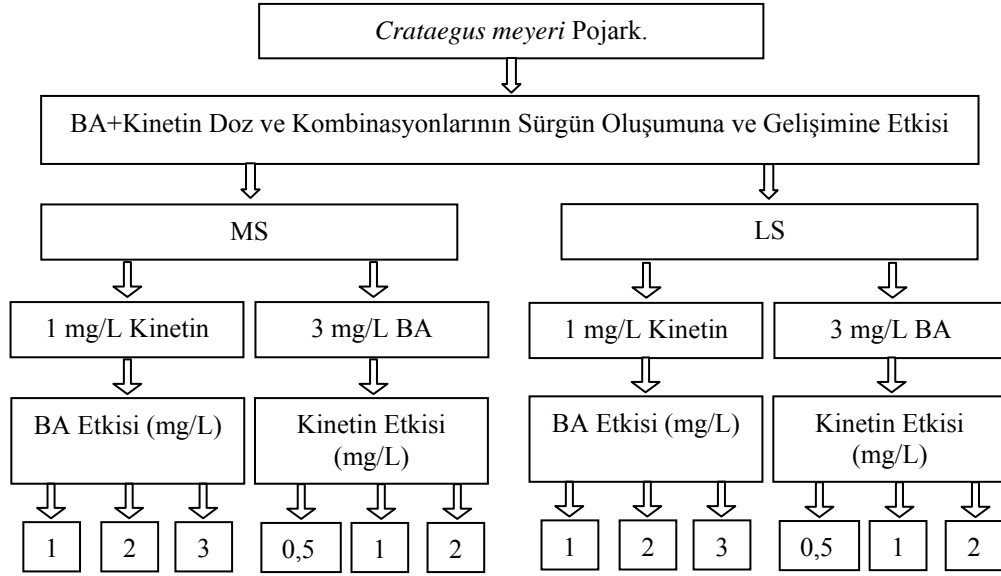 Crataegus meyeri Pojark.
BA+Kinetin Doz ve Kombinasyonlarının Sürgün Oluşumuna ve Gelişimine Etkisi
MS
LS
1 mg/L Kinetin
3 mg/L BA
1 mg/L Kinetin
3 mg/L BA
BA Etkisi (mg/L)
Kinetin Etkisi
(mg/L)
BA Etkisi (mg/L)
Kinetin Etkisi
(mg/L)
1
2
3
0,5
1
2
1
2
3
0,5
1
2